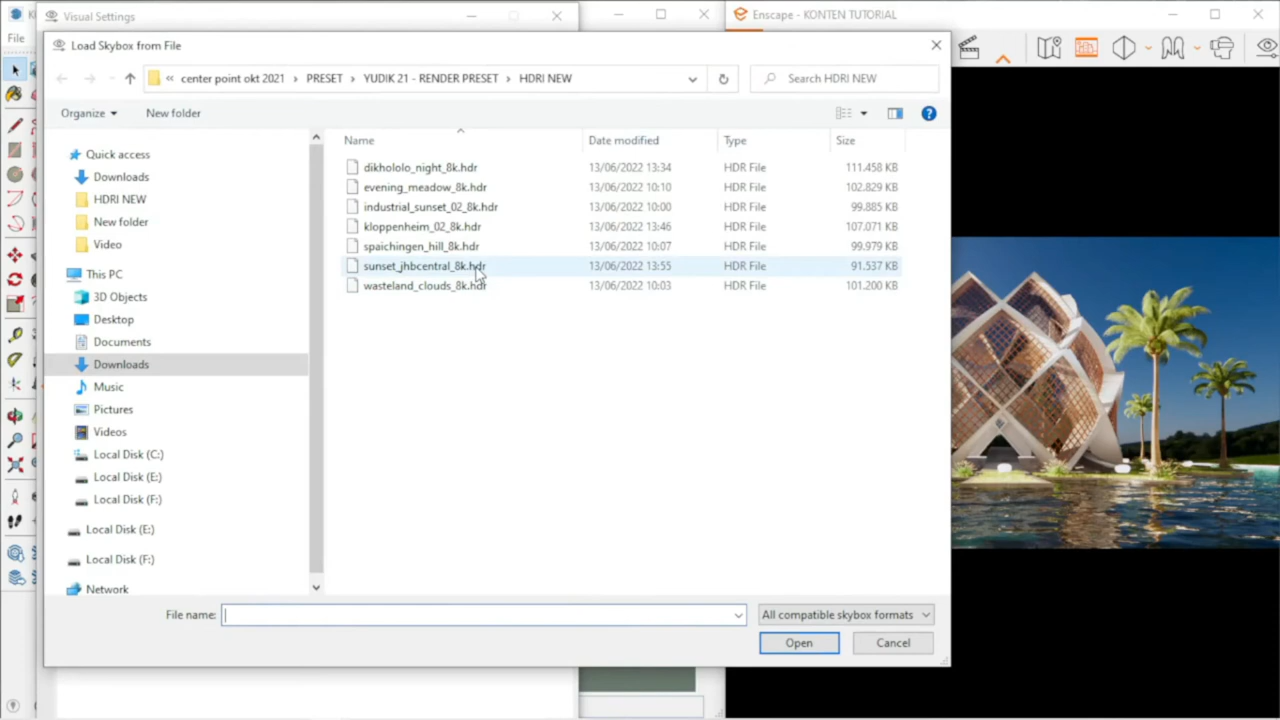 Visual Settings
Enscape - KONTEN TUTORIAL
File
Load Skybox from File
« center point okt 2021 > PRESET > YUDIK 21 - RENDER PRESET > HDRI NEW
Search HDRI NEW
Organize
New folder
Name Date modified Type Size
dikhololo_night_8k.hdr 13/06/2022 13:34 HDR File 111.458 KB
evening_meadow_8k.hdr 13/06/2022 10:10 HDR File 102.829 KB
industrial_sunset_02_8k.hdr 13/06/2022 10:00 HDR File 99.885 KB
kloppenheim_02_8k.hdr 13/06/2022 13:46 HDR File 107.071 KB
spaichingen_hill_8k.hdr 13/06/2022 10:07 HDR File 99.979 KB
sunset_jhbcentral_8k.hdr 13/06/2022 13:55 HDR File 91.537 KB
wasteland_clouds_8k.hdr 13/06/2022 10:03 HDR File 101.200 KB
Quick access
Downloads
HDRI NEW
New folder
Video
This PC
3D Objects
Desktop
Documents
Downloads
Music
Pictures
Videos
Local Disk (C:)
Local Disk (E:)
Local Disk (F:)
Local Disk (E:)
Local Disk (F:)
Network
File name:
All compatible skybox formats
Open
Cancel